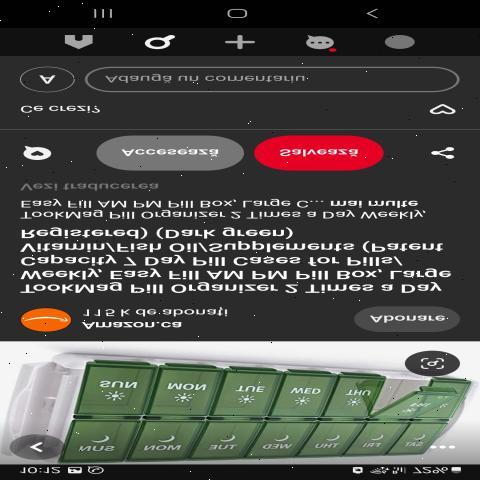 10:12 72%
SUN MON TUE WED THU FRI SAT
SUN MON TUE WED THU
Amazon.ca
115 k de abonați
Abonare
TookMag Pill Organizer 2 Times a Day
Weekly, Easy Fill AM PM Pill Box, Large
Capacity 7 Day Pill Cases for Pills/
Vitamin/Fish Oil/Supplements (Patent
Registered) (Dark green)
TookMag Pill Organizer 2 Times a Day Weekly,
Easy Fill AM PM Pill Box, Large C... mai multe
Vezi traducerea
Accesează
Salvează
Ce crezi?
A
Adaugă un comentariu